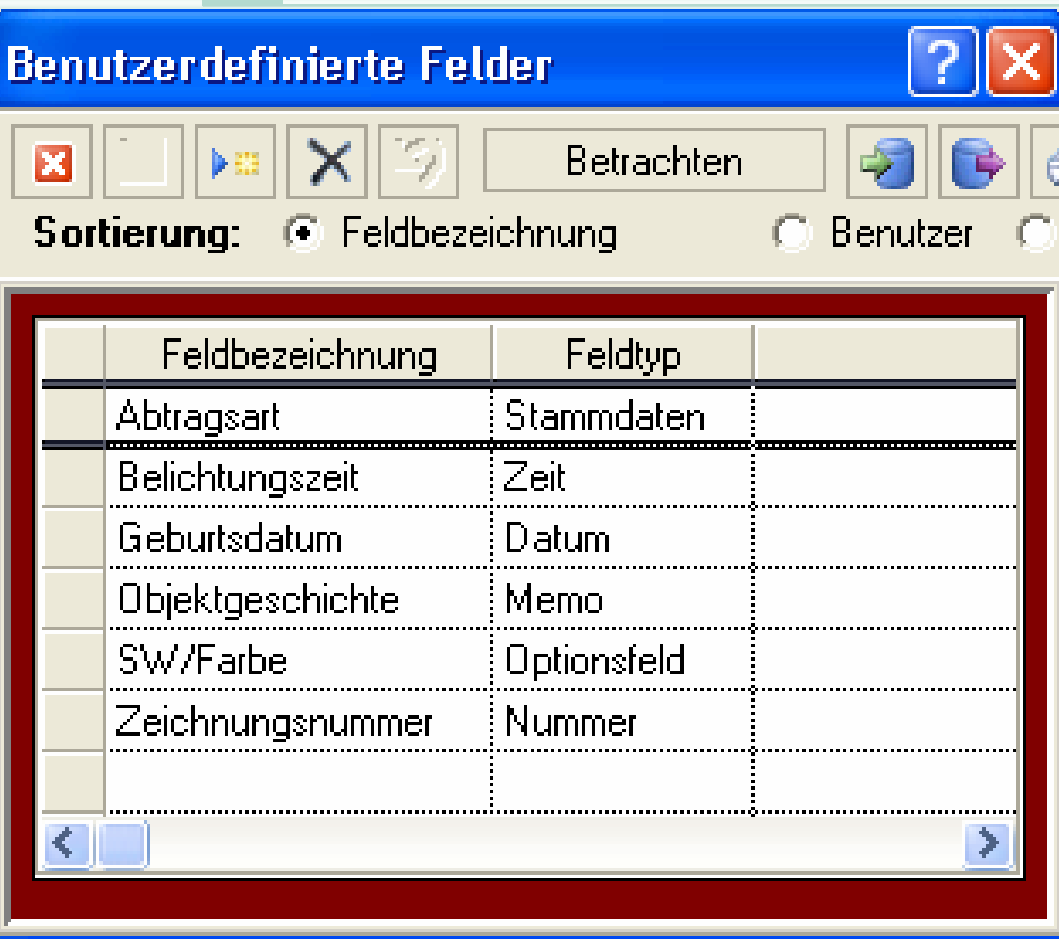 Benutzerdefinierte Felder
Betrachten
Sortierung: Feldbezeichnung Benutzer
Feldbezeichnung Feldtyp
Abtragsart Stammdaten
Belichtungszeit Zeit
Geburtsdatum Datum
Objektgeschichte Memo
SW/Farbe Optionsfeld
Zeichnungsnummer Nummer